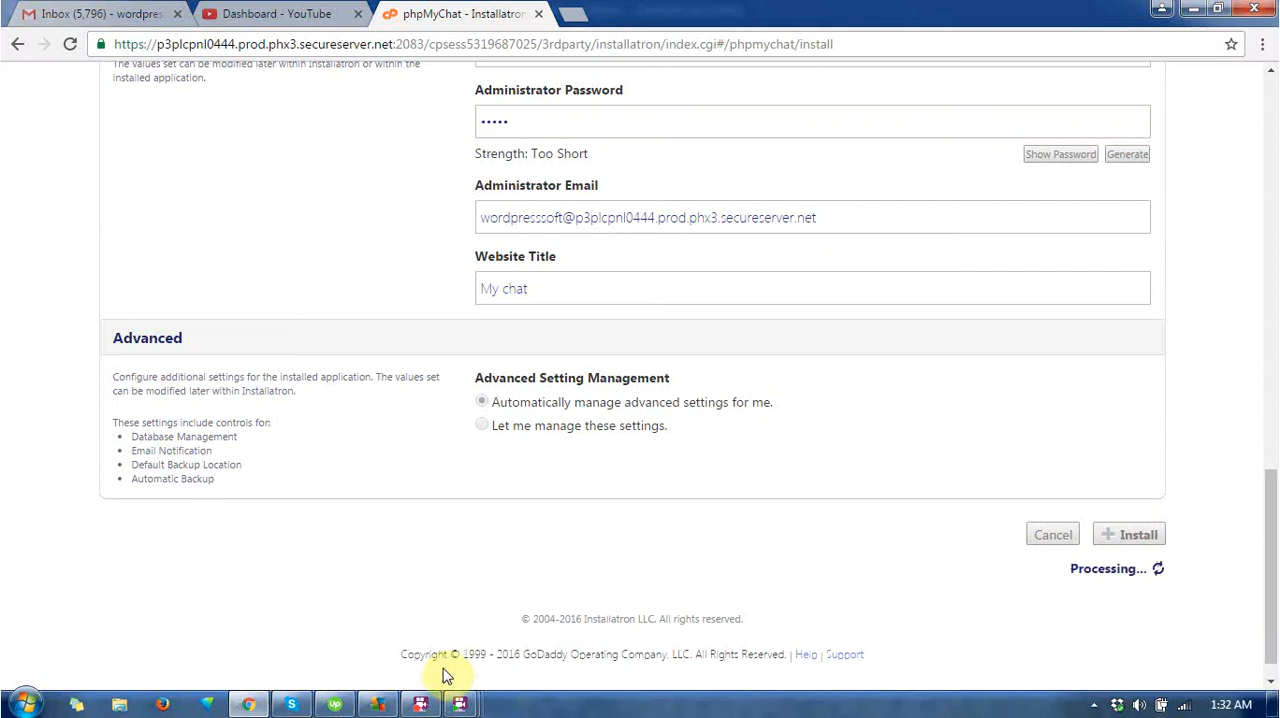 Inbox (5,796) - wordpres
Dashboard - YouTube
phpMyChat - Installatro
https://p3plcpnl0444.prod.phx3.secureserver.net:2083/cpsess5319687025/3rdparty/installatron/index.cgi#/phpmychat/install
The values set can be modified later within Installatron or within the
installed application.
Administrator Password
•••••
Strength: Too Short
Show Password
Generate
Administrator Email
wordpresssoft@p3plcpnl0444.prod.phx3.secureserver.net
Website Title
My chat
Advanced
Configure additional settings for the installed application. The values set
can be modified later within Installatron.
These settings include controls for:
• Database Management
• Email Notification
• Default Backup Location
• Automatic Backup
Advanced Setting Management
Automatically manage advanced settings for me.
Let me manage these settings.
Cancel
Install
Processing...
© 2004-2016 Installatron LLC. All rights reserved.
Copyright © 1999 - 2016 GoDaddy Operating Company, LLC. All Rights Reserved. | Help | Support
1:32 AM